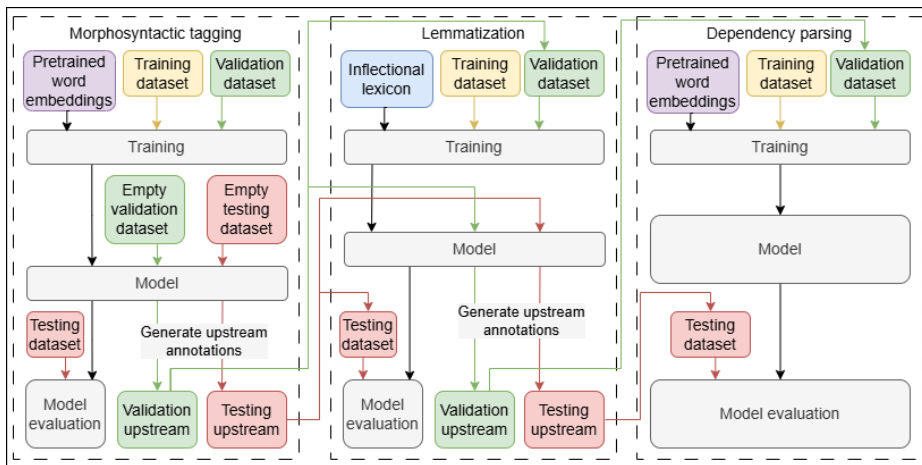 Morphosyntactic tagging
Pretrained
word
embeddings
Training
dataset
Validation
dataset
Training
Empty
validation
dataset
Empty
testing
dataset
Model
Testing
dataset
Generate upstream
annotations
Model
evaluation
Validation
upstream
Testing
upstream
Lemmatization
Inflectional
lexicon
Training
dataset
Validation
dataset
Training
Model
Testing
dataset
Generate upstream
annotations
Model
evaluation
Validation
upstream
Testing
upstream
Dependency parsing
Pretrained
word
embeddings
Training
dataset
Validation
dataset
Training
Model
Testing
dataset
Model evaluation